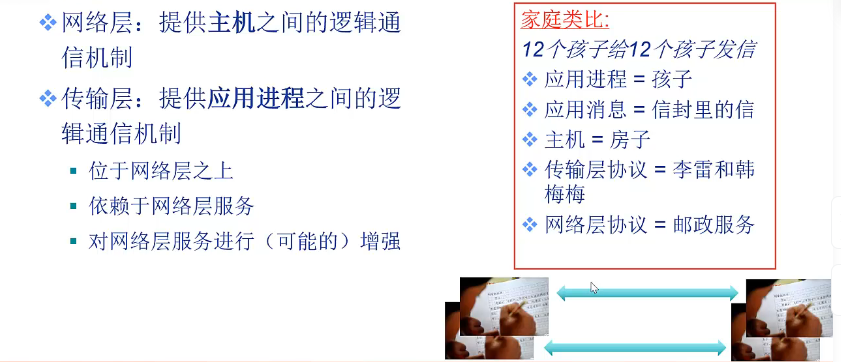 网络层：提供主机之间的逻辑通
信机制
传输层：提供应用进程之间的逻
辑通信机制
位于网络层之上
依赖于网络层服务
对网络层服务进行（可能的）增强
家庭类比:
12个孩子给12个孩子发信
应用进程 = 孩子
应用消息 = 信封里的信
主机 = 房子
传输层协议 = 李雷和韩
梅梅
网络层协议 = 邮政服务